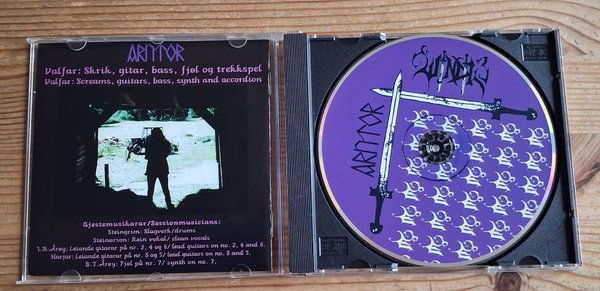 ARNTOR
Valfar: Skrik, gitar, bass, fjøl og trekkspel
Valfar: Screams, guitars, bass, synth and accordion
Gjestemusikarar/Sessionmusicians:
Steingrim: Slagverk/drums
Steinarson: Rein vokal/ clean vocals
I.R.Årøy: Leiande gitarar på nr. 2, 4 og 6/ lead guitars on no. 2, 4 and 6.
Harjar: Leiande gitarar på nr. 3 og 5/ lead guitars on no. 3 and 5.
B.T.Årøy: Fjøl på nr. 7/ synth on no. 7.
WINDIR
ARNTOR